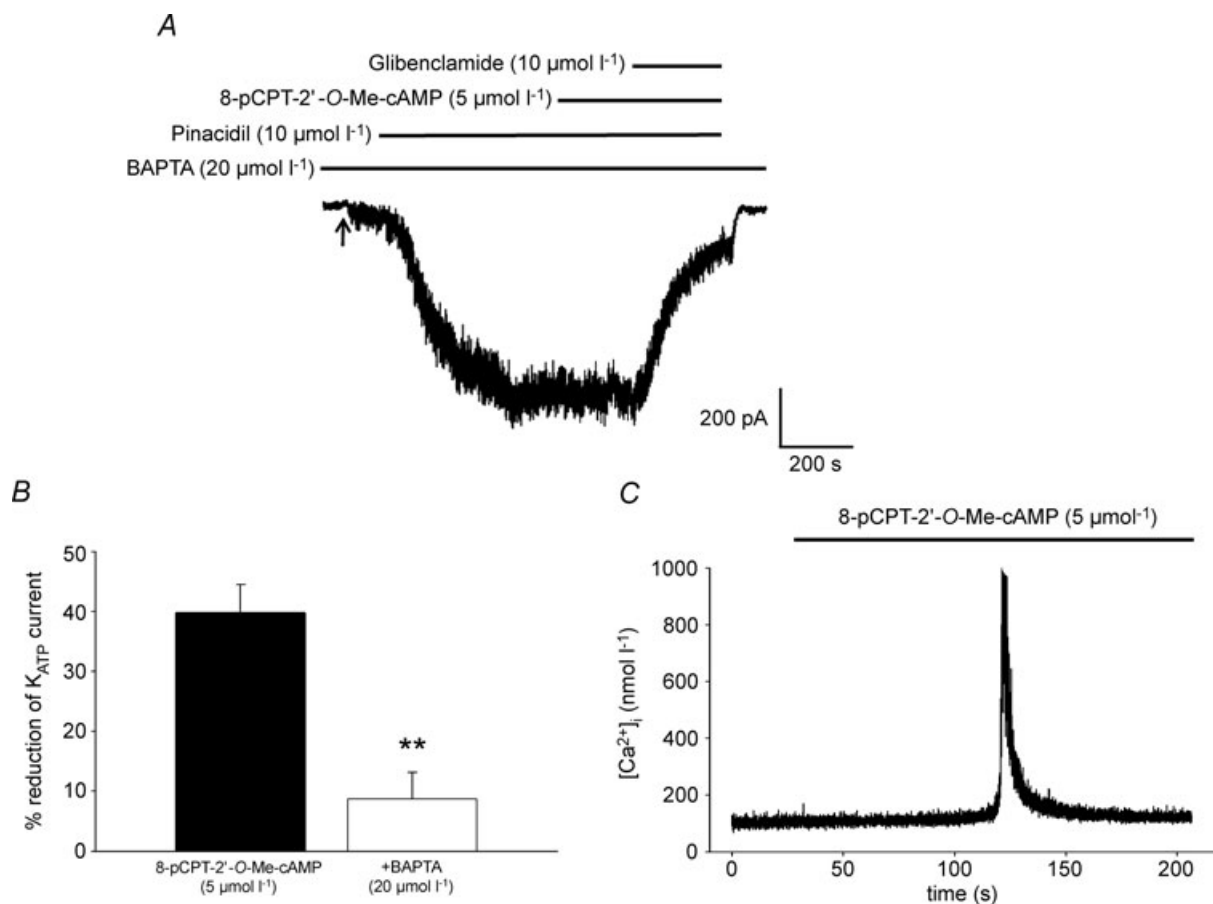 A
Glibenclamide (10 µmol l⁻¹)
8-pCPT-2'-O-Me-cAMP (5 µmol l⁻¹)
Pinacidil (10 µmol l⁻¹)
BAPTA (20 µmol l⁻¹)
200 pA
200 s
B
% reduction of K_ATP current
50
40
30
20
10
0
**
8-pCPT-2'-O-Me-cAMP
(5 µmol l⁻¹)
+BAPTA
(20 µmol l⁻¹)
C
8-pCPT-2'-O-Me-cAMP (5 µmol⁻¹)
[Ca²⁺]ᵢ (nmol l⁻¹)
1000
800
600
400
200
0
0 50 100 150 200
time (s)